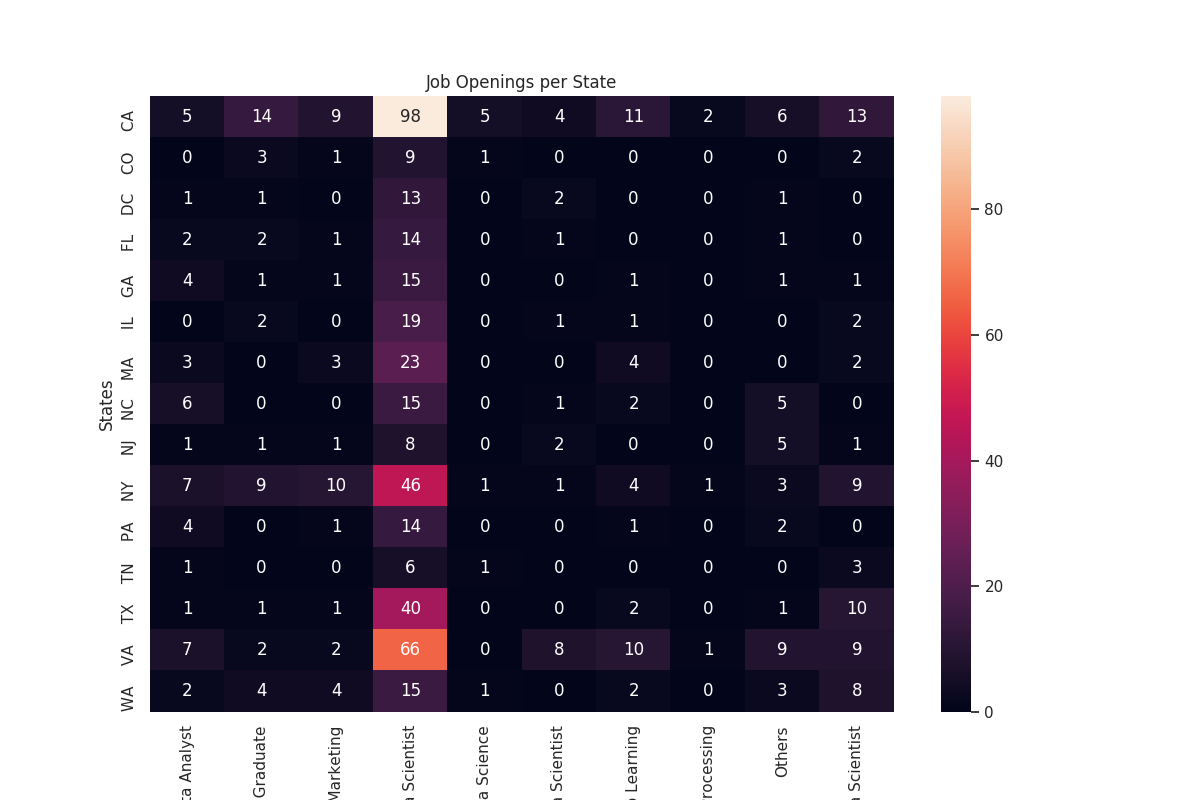 Job Openings per State
CA 5 14 9 98 5 4 11 2 6 13
CO 0 3 1 9 1 0 0 0 0 2
DC 1 1 0 13 0 2 0 0 1 0
FL 2 2 1 14 0 1 0 0 1 0
GA 4 1 1 15 0 0 1 0 1 1
IL 0 2 0 19 0 1 1 0 0 2
MA 3 0 3 23 0 0 4 0 0 2
NC 6 0 0 15 0 1 2 0 5 0
NJ 1 1 1 8 0 2 0 0 5 1
NY 7 9 10 46 1 1 4 1 3 9
PA 4 0 1 14 0 0 1 0 2 0
TN 1 0 0 6 1 0 0 0 0 3
TX 1 1 1 40 0 0 2 0 1 10
VA 7 2 2 66 0 8 10 1 9 9
WA 2 4 4 15 1 0 2 0 3 8
States
Analyst
Graduate
Marketing
Scientist
Science
Scientist
Learning
Others
Scientist
80
60
40
20
0